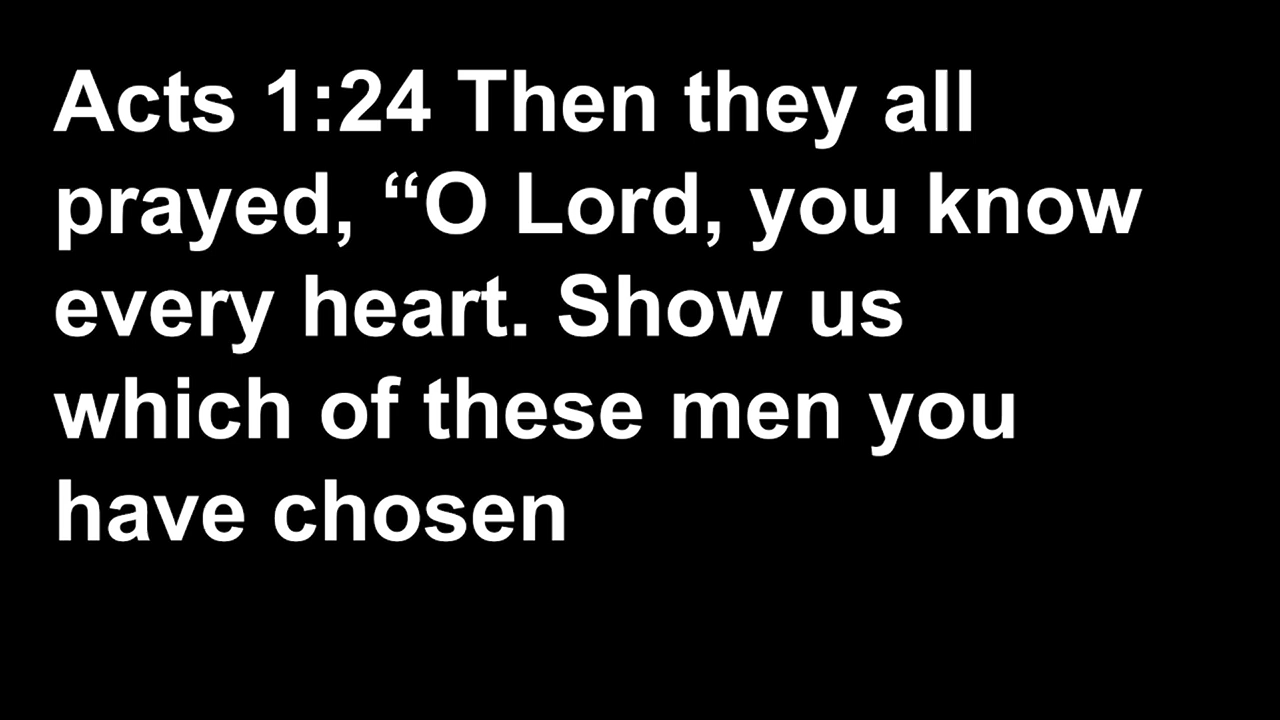 Acts 1:24 Then they all
prayed, “O Lord, you know
every heart. Show us
which of these men you
have chosen